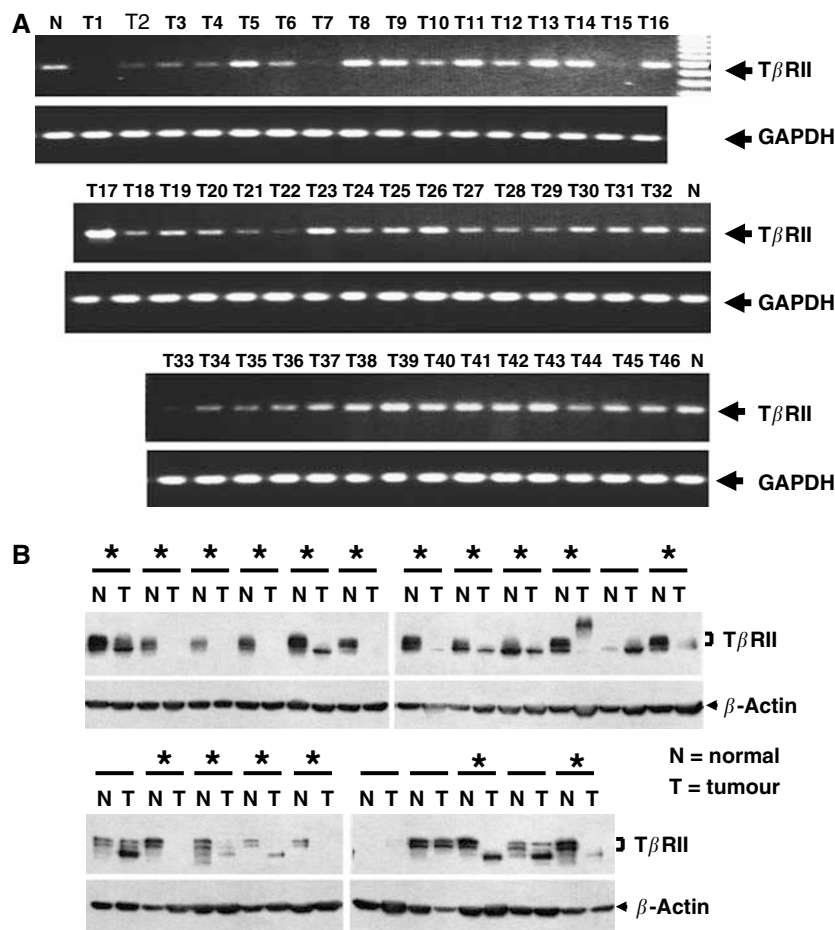 A
N T1 T2 T3 T4 T5 T6 T7 T8 T9 T10 T11 T12 T13 T14 T15 T16
TβRII
GAPDH
T17 T18 T19 T20 T21 T22 T23 T24 T25 T26 T27 T28 T29 T30 T31 T32 N
TβRII
GAPDH
T33 T34 T35 T36 T37 T38 T39 T40 T41 T42 T43 T44 T45 T46 N
TβRII
GAPDH
B
* * * * * * * * * * *
N T N T N T N T N T N T N T N T N T N T N T N T
TβRII
β-Actin
N = normal
T = tumour
* * * * * *
N T N T N T N T N T N T N T N T N T N T
TβRII
β-Actin